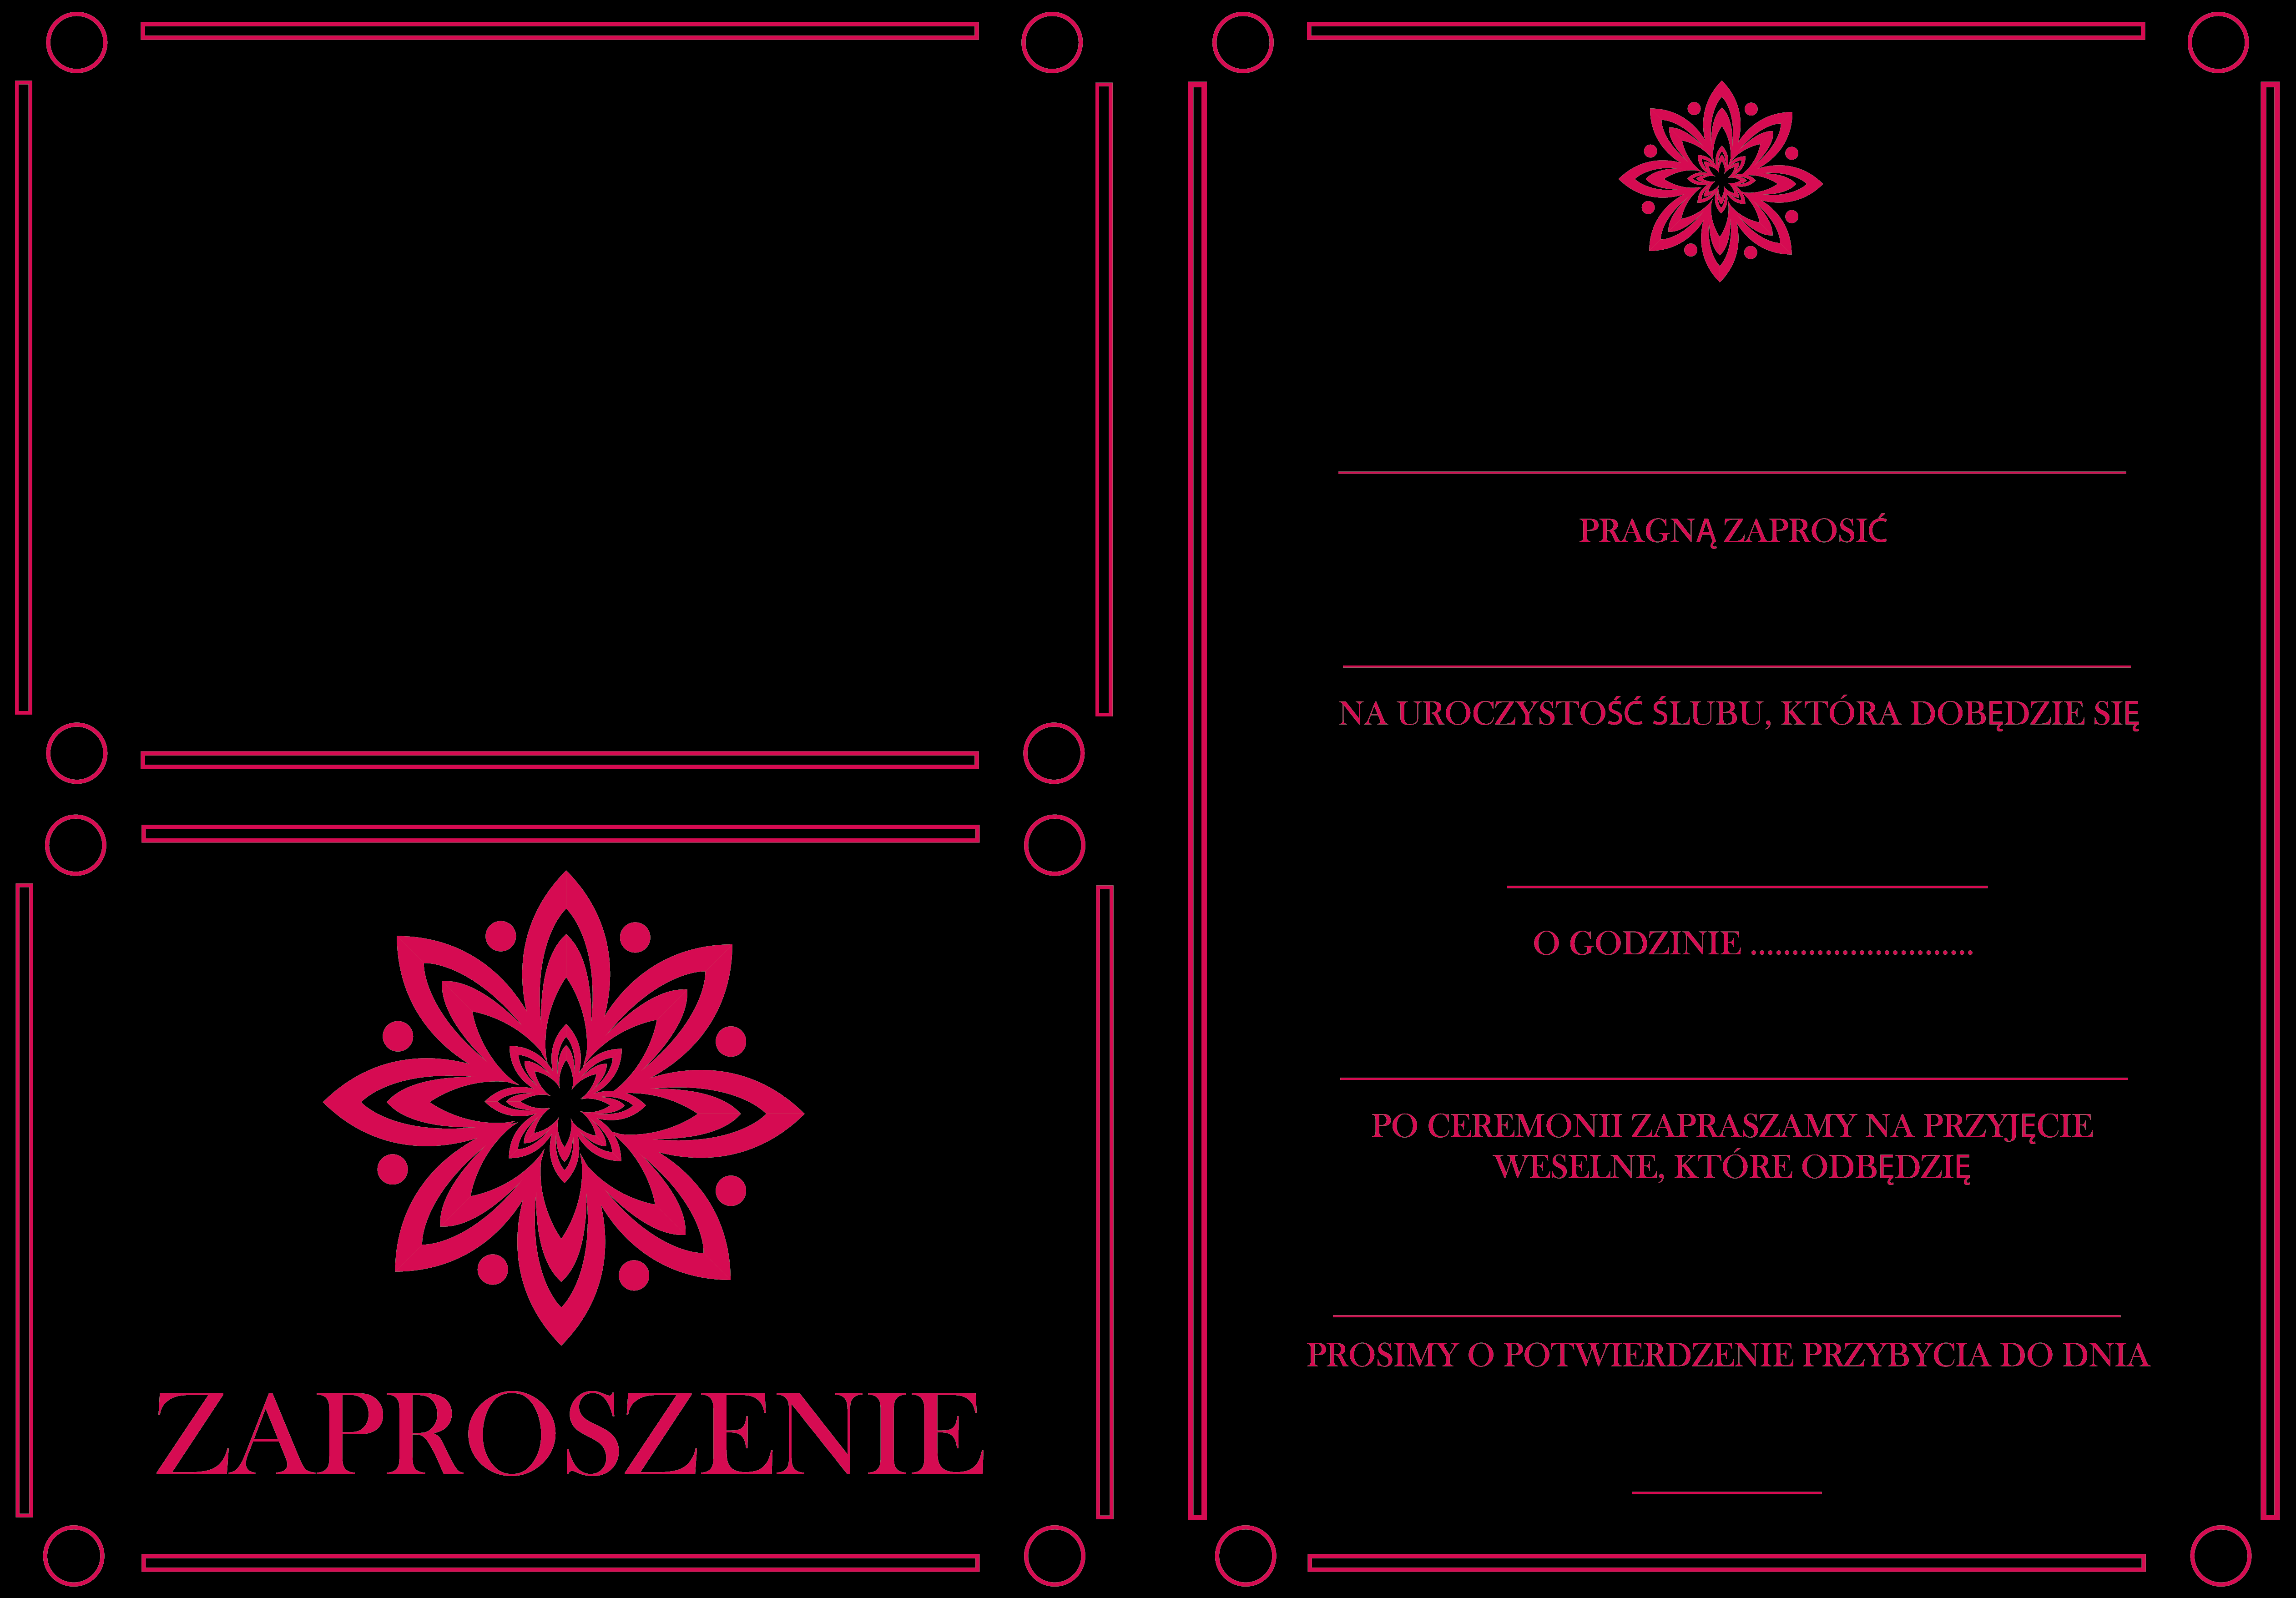 ZAPROSZENIE
PRAGNĄ ZAPROSIĆ
NA UROCZYSTOŚĆ ŚLUBU, KTÓRA DOBĘDZIE SIĘ
O GODZINIE ...........................
PO CEREMONII ZAPRASZAMY NA PRZYJĘCIE
WESELNE, KTÓRE ODBĘDZIĘ
PROSIMY O POTWIERDZENIE PRZYBYCIA DO DNIA